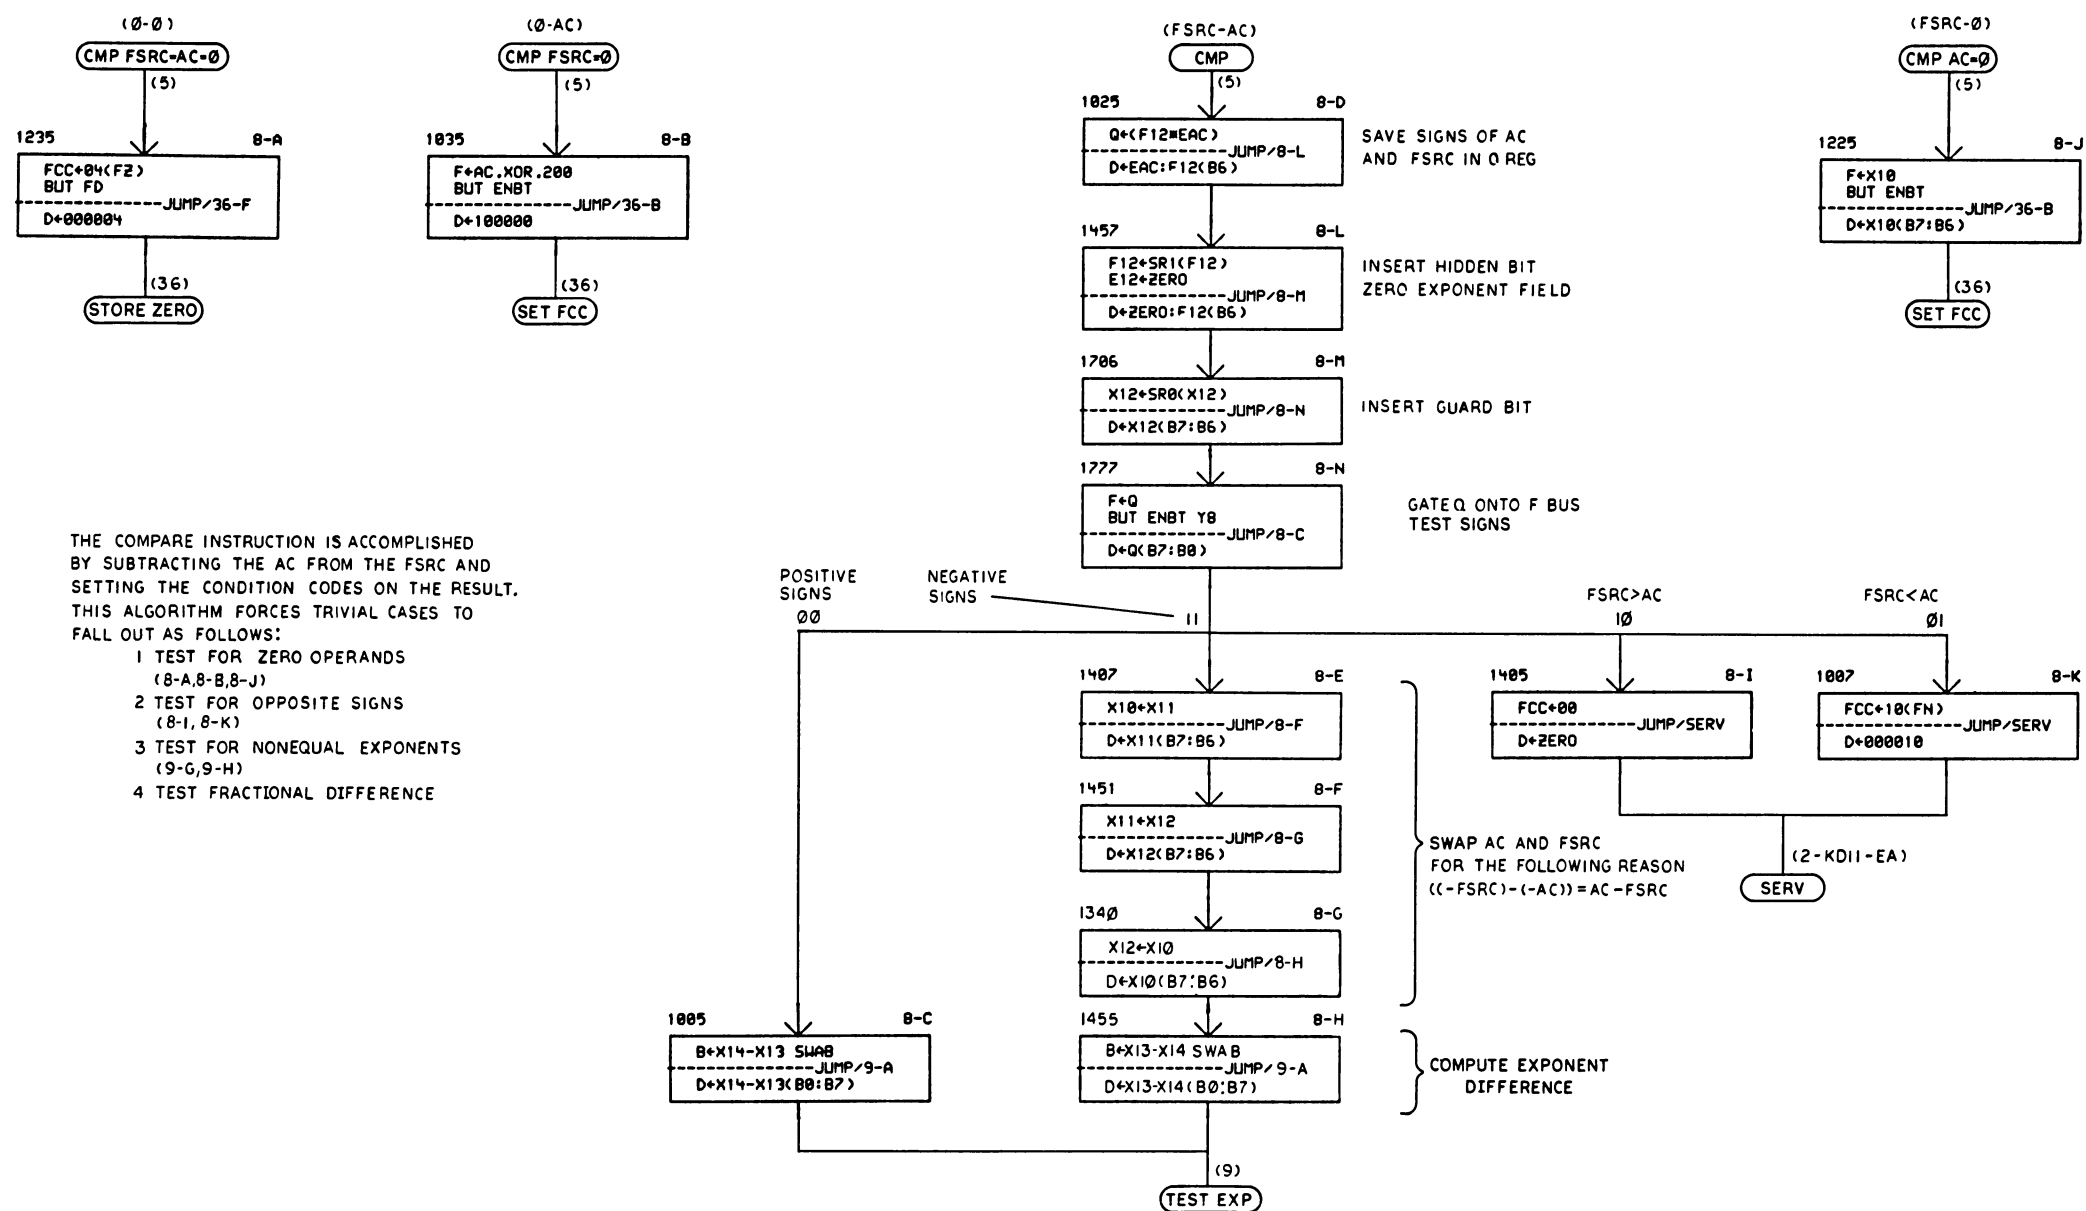 (Ø-Ø)
CMP FSRC=AC=Ø
(5)
1235 8-A
FCC←04(FZ)
BUT FD
JUMP/36-F
D←000004
(36)
STORE ZERO
(Ø-AC)
CMP FSRC=Ø
(5)
1035 8-B
F←AC.XOR.200
BUT ENBT
JUMP/36-B
D←100000
(36)
SET FCC
(FSRC-AC)
CMP
(5)
1025 8-D
Q←(F12*EAC)
JUMP/8-L
D←EAC:F12(B6)
SAVE SIGNS OF AC
AND FSRC IN Q REG
1457 8-L
F12←SR1(F12)
E12←ZERO
JUMP/8-M
D←ZERO:F12(B6)
INSERT HIDDEN BIT
ZERO EXPONENT FIELD
1706 8-M
X12←SR0(X12)
JUMP/8-N
D←X12(B7:B6)
INSERT GUARD BIT
1777 8-N
F←Q
BUT ENBT Y8
JUMP/8-C
D←Q(B7:B0)
GATE Q ONTO F BUS
TEST SIGNS
(FSRC-Ø)
CMP AC=Ø
(5)
1225 8-J
F←X10
BUT ENBT
JUMP/36-B
D←X10(B7:B6)
(36)
SET FCC
THE COMPARE INSTRUCTION IS ACCOMPLISHED
BY SUBTRACTING THE AC FROM THE FSRC AND
SETTING THE CONDITION CODES ON THE RESULT.
THIS ALGORITHM FORCES TRIVIAL CASES TO
FALL OUT AS FOLLOWS:
1 TEST FOR ZERO OPERANDS
(8-A,8-B,8-J)
2 TEST FOR OPPOSITE SIGNS
(8-I, 8-K)
3 TEST FOR NONEQUAL EXPONENTS
(9-G,9-H)
4 TEST FRACTIONAL DIFFERENCE
POSITIVE
SIGNS
ØØ
NEGATIVE
SIGNS
11
FSRC>AC
1Ø
FSRC<AC
Ø1
1407 8-E
X10←X11
JUMP/8-F
D←X11(B7:B6)
1451 8-F
X11←X12
JUMP/8-G
D←X12(B7:B6)
134Ø 8-G
X12←X1Ø
JUMP/8-H
D←X1Ø(B7:B6)
SWAP AC AND FSRC
FOR THE FOLLOWING REASON
((-FSRC)-(-AC))=AC-FSRC
1405 8-I
FCC←00
JUMP/SERV
D←ZERO
1007 8-K
FCC←10(FN)
JUMP/SERV
D←000010
(2-KD11-EA)
SERV
1005 8-C
B←X14-X13 SWAB
JUMP/9-A
D←X14-X13(B0:B7)
1455 8-H
B←X13-X14 SWAB
JUMP/9-A
D←X13-X14(BØ:B7)
COMPUTE EXPONENT
DIFFERENCE
(9)
TEST EXP